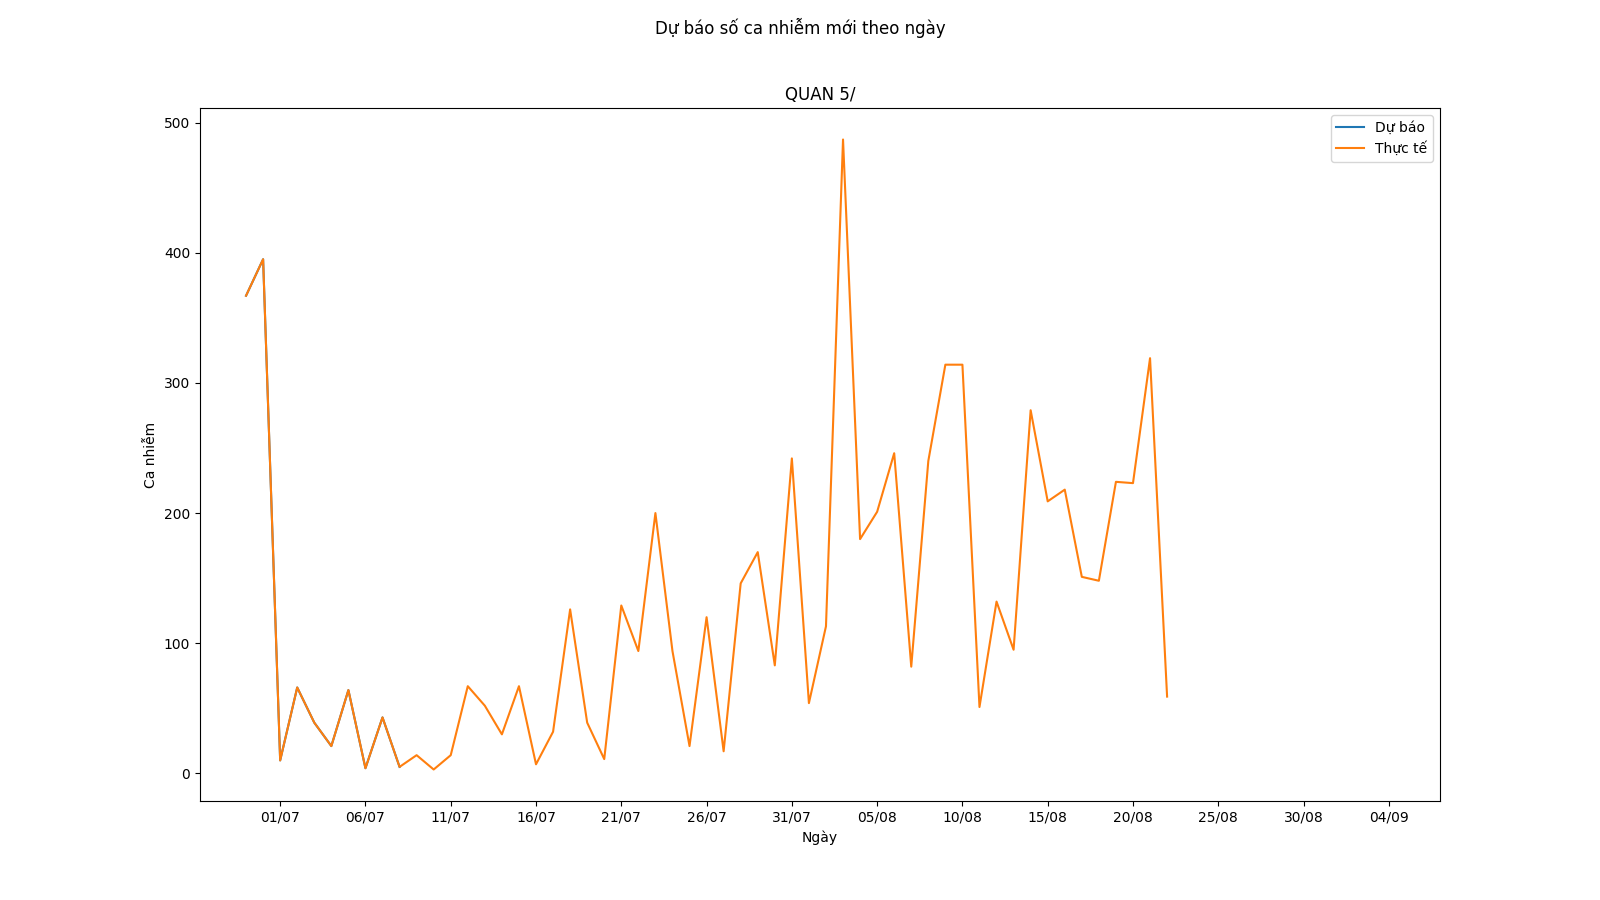 Dự báo số ca nhiễm mới theo ngày
QUAN 5/
Dự báo
Thực tế
500
400
300
200
100
0
Ca nhiễm
01/07 06/07 11/07 16/07 21/07 26/07 31/07 05/08 10/08 15/08 20/08 25/08 30/08 04/09
Ngày